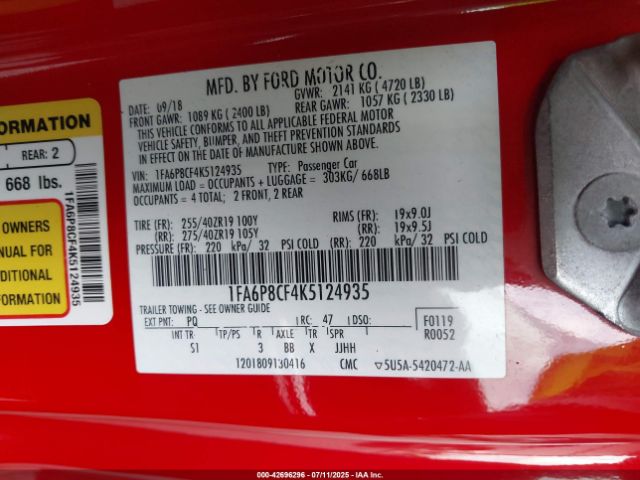 MFD. BY FORD MOTOR CO.
DATE: 09/18 GVWR: 2141 KG ( 4720 LB)
FRONT GAWR: 1089 KG ( 2400 LB) REAR GAWR: 1057 KG ( 2330 LB)
THIS VEHICLE CONFORMS TO ALL APPLICABLE FEDERAL MOTOR
VEHICLE SAFETY, BUMPER, AND THEFT PREVENTION STANDARDS
IN EFFECT ON THE DATE OF MANUFACTURE SHOWN ABOVE.
VIN: 1FA6P8CF4K5124935 TYPE: Passenger Car
MAXIMUM LOAD = OCCUPANTS + LUGGAGE = 303KG/ 668LB
OCCUPANTS = 4 TOTAL; 2 FRONT, 2 REAR
TIRE (FR): 255/40ZR19 100Y RIMS (FR): 19x9.0J
(RR): 275/40ZR19 105Y (RR): 19x9.5J
PRESSURE (FR): 220 kPa/ 32 PSI COLD (RR): 220 kPa/ 32 PSI COLD
1FA6P8CF4K5124935
TRAILER TOWING - SEE OWNER GUIDE
EXT PNT: PQ RC: 47 DSO: F0119
INT TR TP/PS R AXLE TR SPR R0052
S1 3 BB X JJHH
1201809130416 CMC 5U5A-5420472-AA
FORMATION
REAR: 2
668 lbs.
OWNERS
NUAL FOR
DITIONAL
FORMATION
1FA6P8CF4K5124935
000-42696296 - 07/11/2025 - IAA Inc.